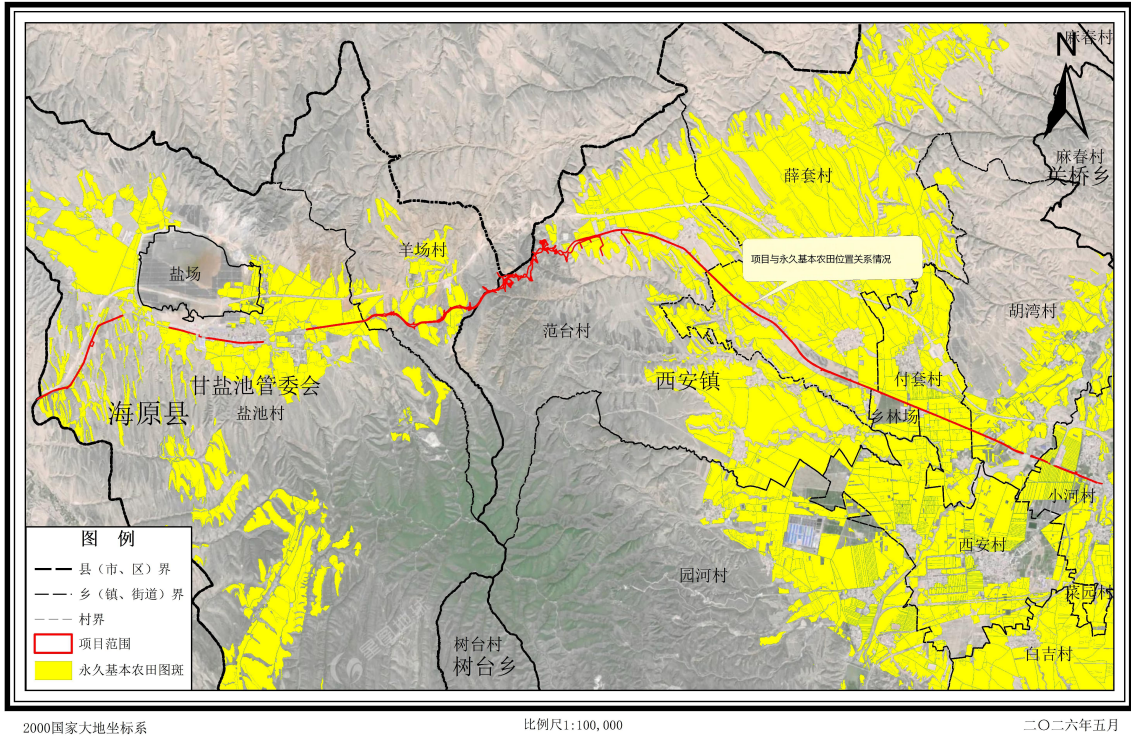 麻春村
N
麻春村
关桥乡
薛套村
羊场村
项目与永久基本农田位置关系情况
盐场
胡湾村
范台村
西安镇
付套村
甘盐池管委会
海原县
盐池村
乡林场
小河村
西安村
园河村
菜园村
树台村
树台乡
白吉村
图 例
县（市、区）界
乡（镇、街道）界
村界
项目范围
永久基本农田图斑
2000国家大地坐标系
比例尺1:100,000
二〇二六年五月